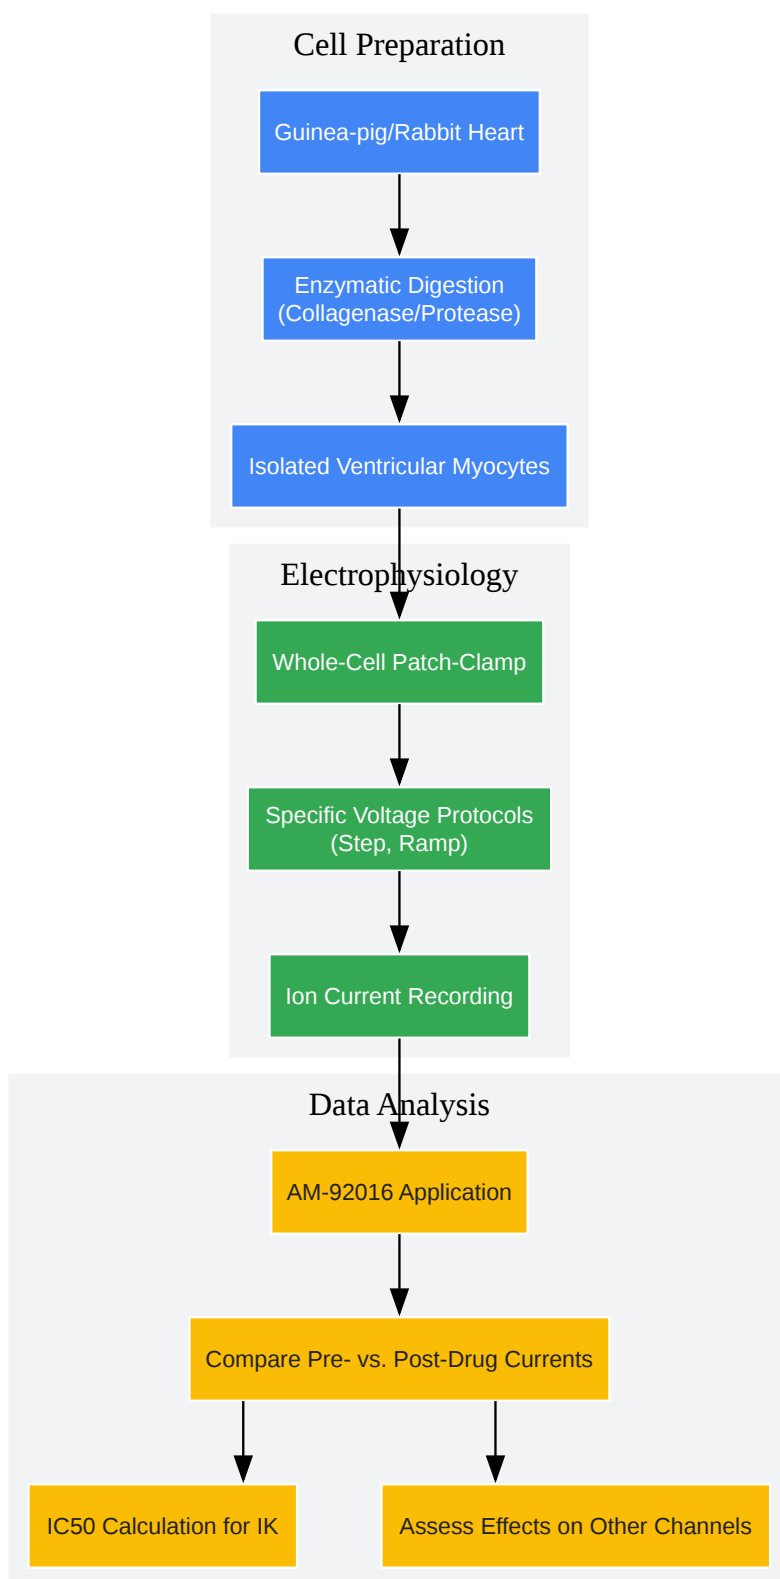 Cell Preparation
Guinea-pig/Rabbit Heart
Enzymatic Digestion
(Collagenase/Protease)
Isolated Ventricular Myocytes
Electrophysiology
Whole-Cell Patch-Clamp
Specific Voltage Protocols
(Step, Ramp)
Ion Current Recording
Data Analysis
AM-92016 Application
Compare Pre- vs. Post-Drug Currents
IC50 Calculation for IK
Assess Effects on Other Channels